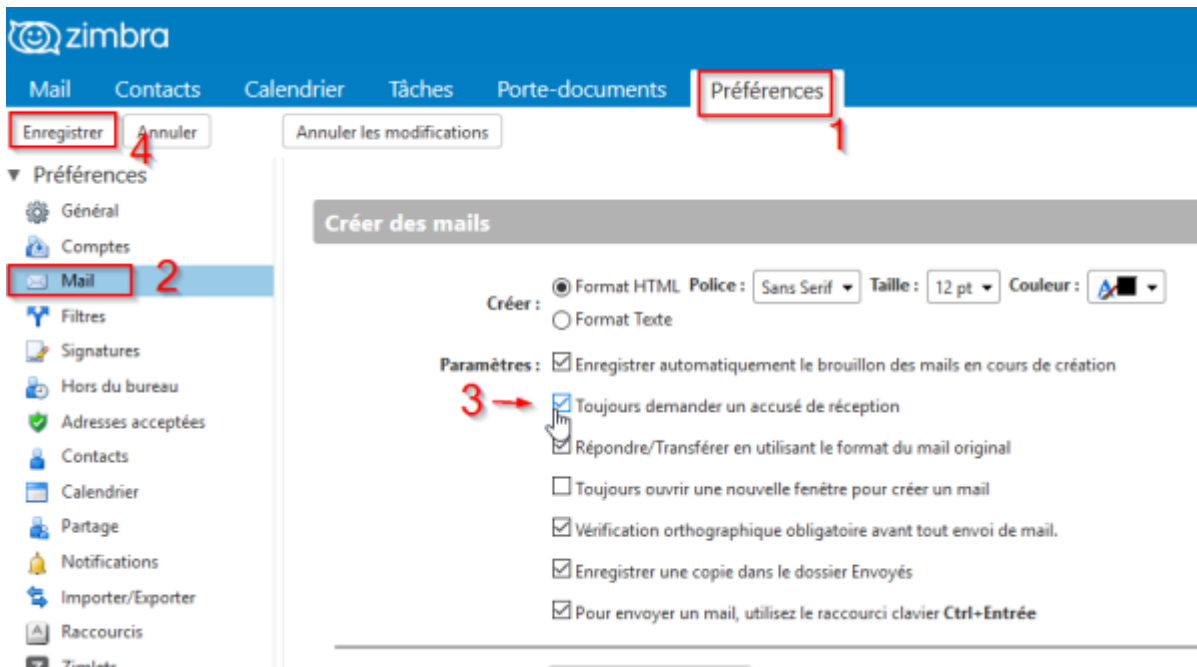 zimbra
Mail Contacts Calendrier Tâches Porte-documents Préférences
1
Enregistrer Annuler Annuler les modifications
4
Préférences
Général
Créer des mails
Comptes
Mail 2
Créer : Format HTML Police : Sans Serif Taille : 12 pt Couleur :
Filtres
Format Texte
Signatures
Paramètres : Enregistrer automatiquement le brouillon des mails en cours de création
Hors du bureau
3 Toujours demander un accusé de réception
Adresses acceptées
Contacts
Répondre/Transférer en utilisant le format du mail original
Calendrier
Toujours ouvrir une nouvelle fenêtre pour créer un mail
Partage
Vérification orthographique obligatoire avant tout envoi de mail.
Notifications
Enregistrer une copie dans le dossier Envoyés
Importer/Exporter
Pour envoyer un mail, utilisez le raccourci clavier Ctrl+Entrée
Raccourcis
Zimlets